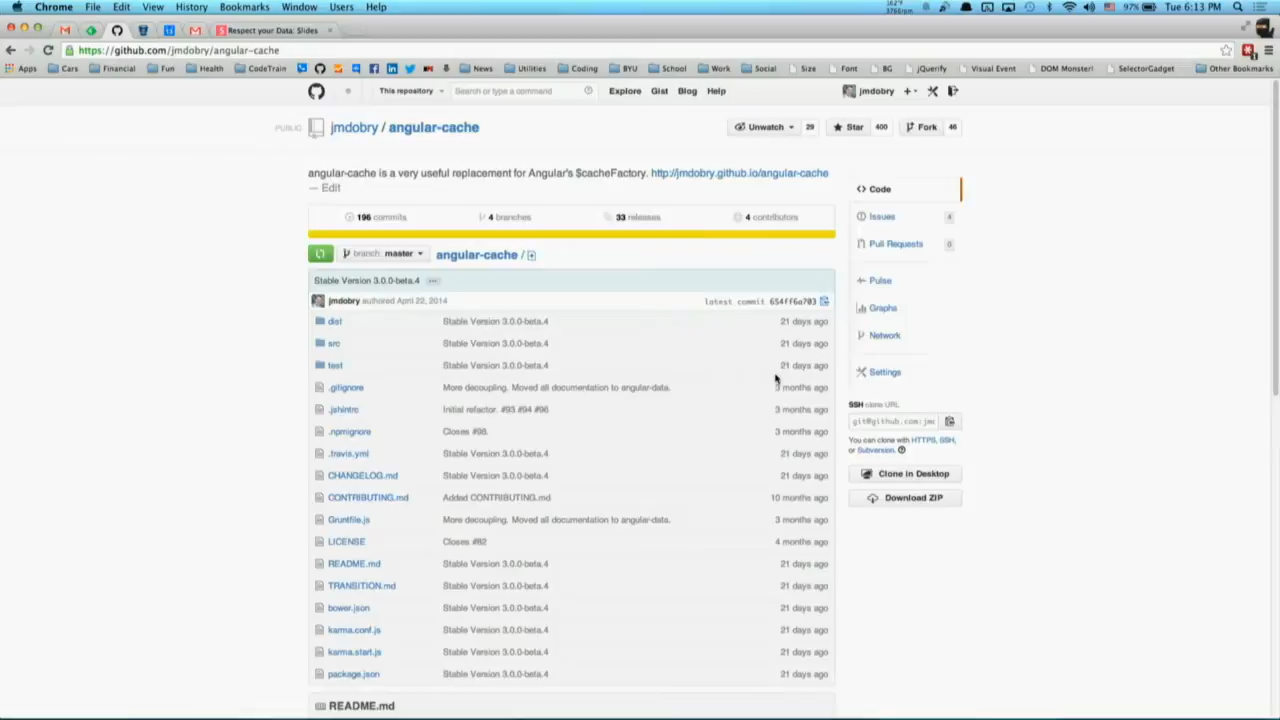 Chrome File Edit View History Bookmarks Window Users Help 97% Tue 6:13 PM
Respect your Data: Slides
https://github.com/jmdobry/angular-cache
Apps Cars Financial Fun Health CodeTrain News Utilities Coding BYU School Work Social Size Font BG jQuerify Visual Event DOM Monster! SelectorGadget Other Bookmarks
This repository Search or type a command Explore Gist Blog Help jmdobry
PUBLIC jmdobry / angular-cache Unwatch 29 Star 400 Fork 46
angular-cache is a very useful replacement for Angular's $cacheFactory. http://jmdobry.github.io/angular-cache
— Edit
196 commits 4 branches 33 releases 4 contributors
branch: master angular-cache /
Stable Version 3.0.0-beta.4
jmdobry authored April 22, 2014 latest commit 654ff6a703
dist Stable Version 3.0.0-beta.4 21 days ago
src Stable Version 3.0.0-beta.4 21 days ago
test Stable Version 3.0.0-beta.4 21 days ago
.gitignore More decoupling. Moved all documentation to angular-data. 3 months ago
.jshintrc Initial refactor. #93 #94 #96 3 months ago
.npmignore Closes #98. 3 months ago
.travis.yml Stable Version 3.0.0-beta.4 21 days ago
CHANGELOG.md Stable Version 3.0.0-beta.4 21 days ago
CONTRIBUTING.md Added CONTRIBUTING.md 10 months ago
Gruntfile.js More decoupling. Moved all documentation to angular-data. 3 months ago
LICENSE Closes #82 4 months ago
README.md Stable Version 3.0.0-beta.4 21 days ago
TRANSITION.md Stable Version 3.0.0-beta.4 21 days ago
bower.json Stable Version 3.0.0-beta.4 21 days ago
karma.conf.js Stable Version 3.0.0-beta.4 21 days ago
karma.start.js Stable Version 3.0.0-beta.4 21 days ago
package.json Stable Version 3.0.0-beta.4 21 days ago
README.md
Code
Issues 4
Pull Requests 0
Pulse
Graphs
Network
Settings
SSH clone URL
git@github.com:jmd
You can clone with HTTPS, SSH,
or Subversion.
Clone in Desktop
Download ZIP